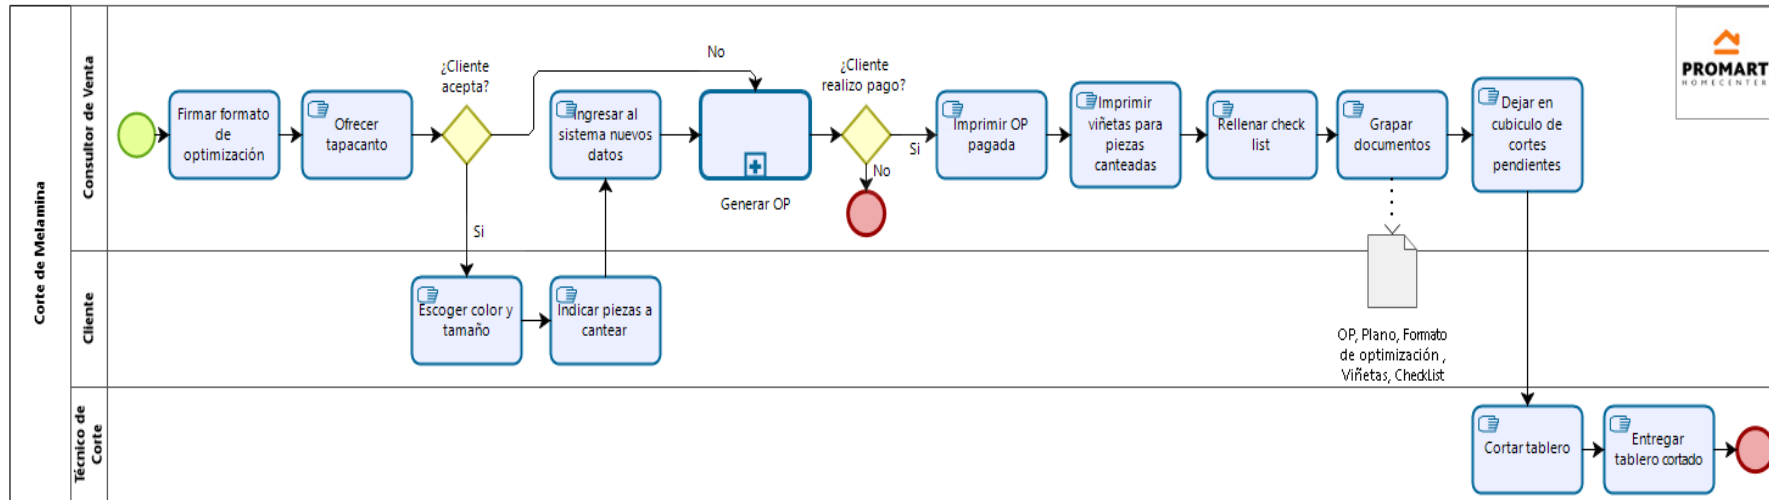 Corte de Melamina
Consultor de Venta
Firmar formato
de
optimización
Ofrecer
tapacanto
¿Cliente
acepta?
No
Si
Ingresar al
sistema nuevos
datos
Generar OP
¿Cliente
realizo pago?
Si
No
Imprimir OP
pagada
Imprimir
viñetas para
piezas
canteadas
Rellenar check
list
Grapar
documentos
Dejar en
cubiculo de
cortes
pendientes
PROMART
HOMECENTER
Cliente
Escoger color y
tamaño
Indicar piezas a
cantear
OP, Plano, Formato
de optimización ,
Viñetas, CheckList
Técnico de
Corte
Cortar tablero
Entregar
tablero cortado